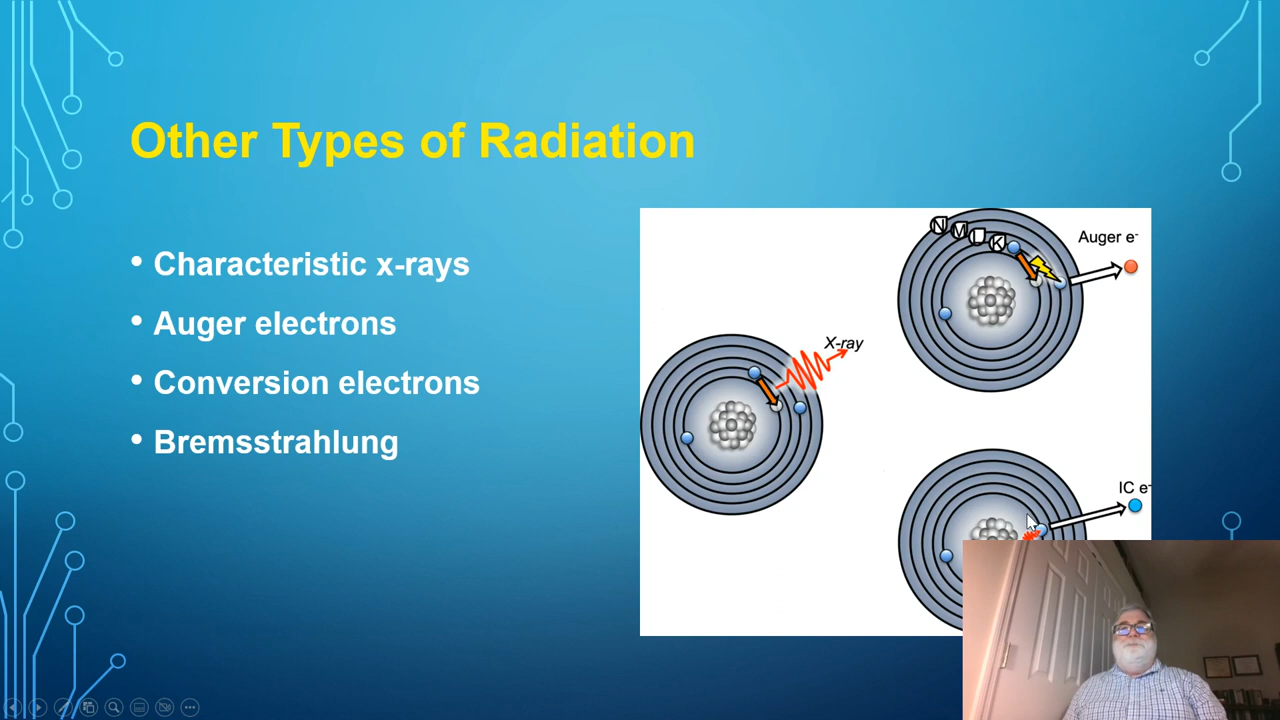 Other Types of Radiation
• Characteristic x-rays
• Auger electrons
• Conversion electrons
• Bremsstrahlung
N M L K
Auger e-
X-ray
IC e-